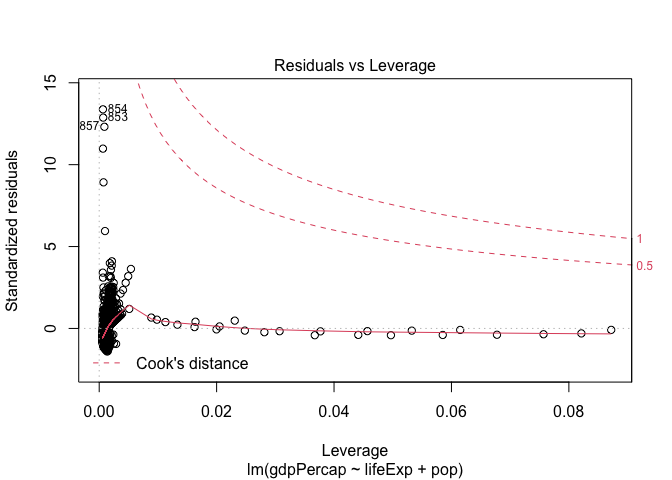 Residuals vs Leverage
15
10
5
0
Standardized residuals
854
853
857
1
0.5
Cook's distance
0.00
0.02
0.04
0.06
0.08
Leverage
lm(gdpPercap ~ lifeExp + pop)